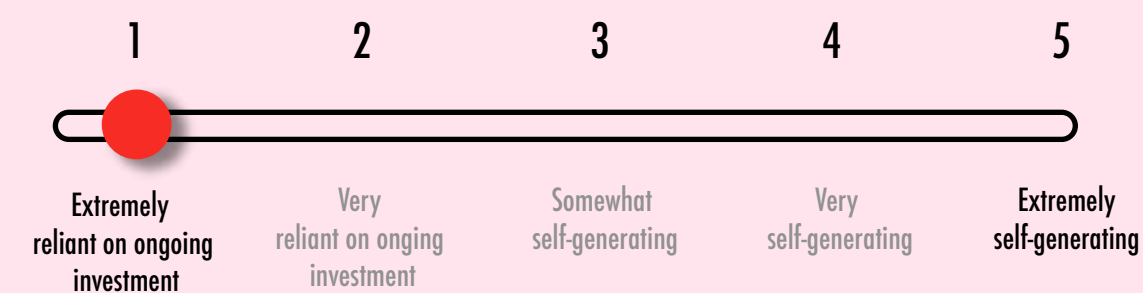 1
2
3
4
5
Extremely
reliant on ongoing
investment
Very
reliant on onging
investment
Somewhat
self-generating
Very
self-generating
Extremely
self-generating